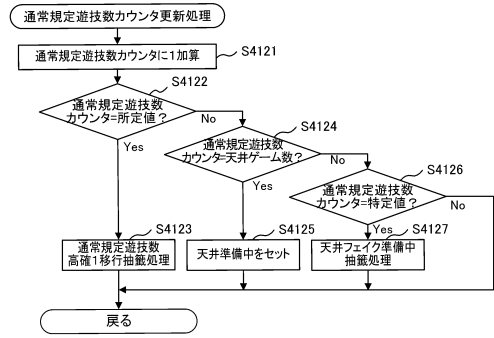 通常規定遊技数カウンタ更新処理
S4121
通常規定遊技数カウンタに1加算
S4122
通常規定遊技数
カウンタ=所定値?
No
Yes
S4124
通常規定遊技数
カウンタ=天井ゲーム数?
No
Yes
S4126
通常規定遊技数
カウンタ=特定値?
No
Yes
S4123
通常規定遊技数
高確1移行抽籤処理
S4125
天井準備中をセット
S4127
天井フェイク準備中
抽籤処理
戻る